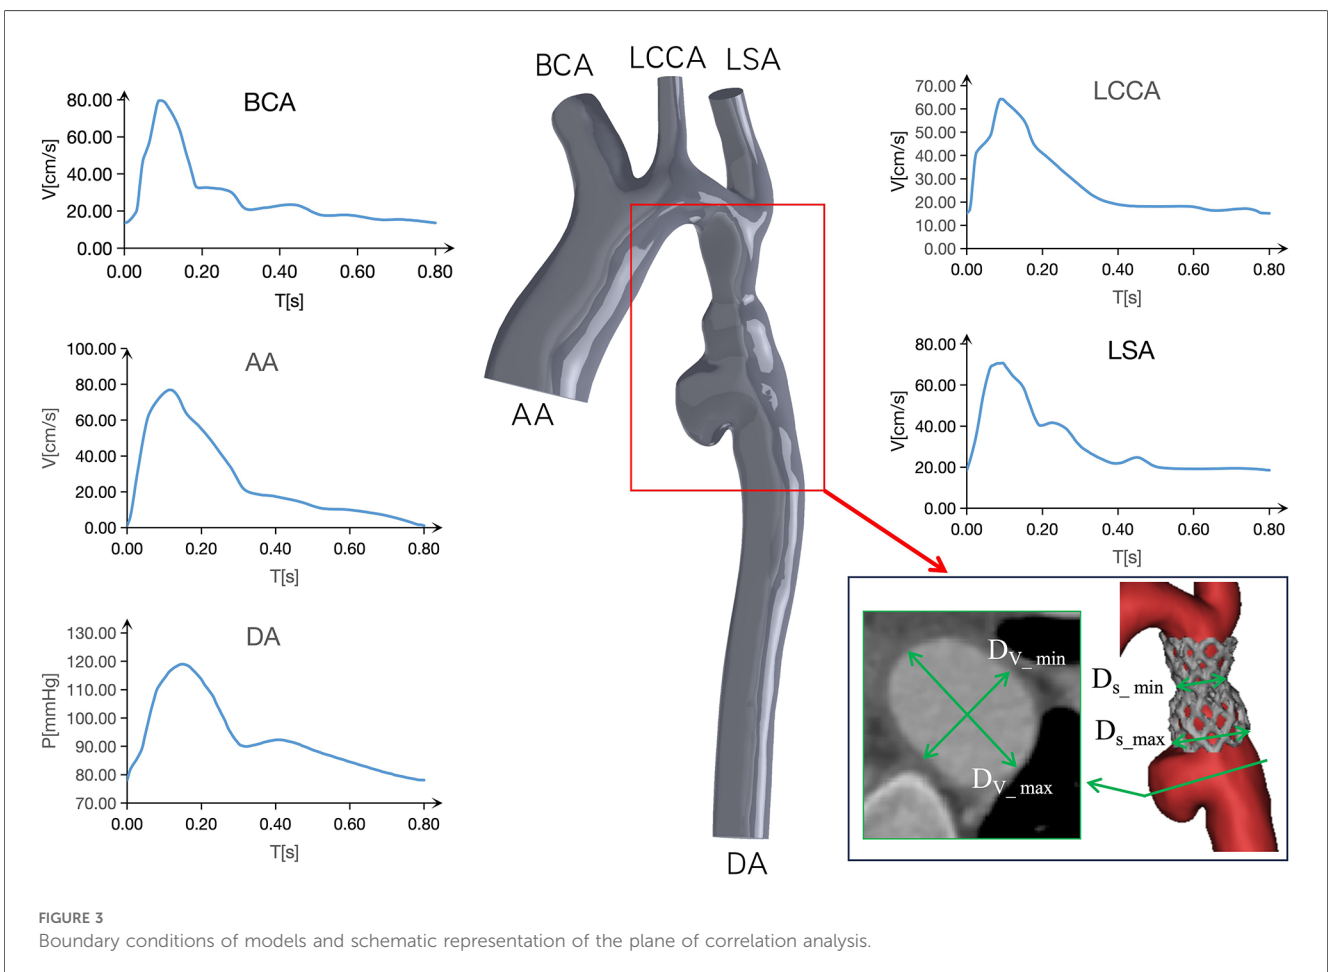 BCA
V[cm/s]
80.00
60.00
40.00
20.00
0.00
0.00 0.20 0.40 0.60 0.80
T[s]
AA
V[cm/s]
100.00
80.00
60.00
40.00
20.00
0.00
0.00 0.20 0.40 0.60 0.80
T[s]
DA
P[mmHg]
130.00
120.00
110.00
100.00
90.00
80.00
70.00
0.00 0.20 0.40 0.60 0.80
T[s]
BCA LCCA LSA
AA
DA
LCCA
V[cm/s]
70.00
60.00
50.00
40.00
30.00
20.00
10.00
0.00
0.00 0.20 0.40 0.60 0.80
T[s]
LSA
V[cm/s]
80.00
60.00
40.00
20.00
0.00
0.00 0.20 0.40 0.60 0.80
T[s]
DV_min
DV_max
Ds_min
Ds_max
FIGURE 3
Boundary conditions of models and schematic representation of the plane of correlation analysis.